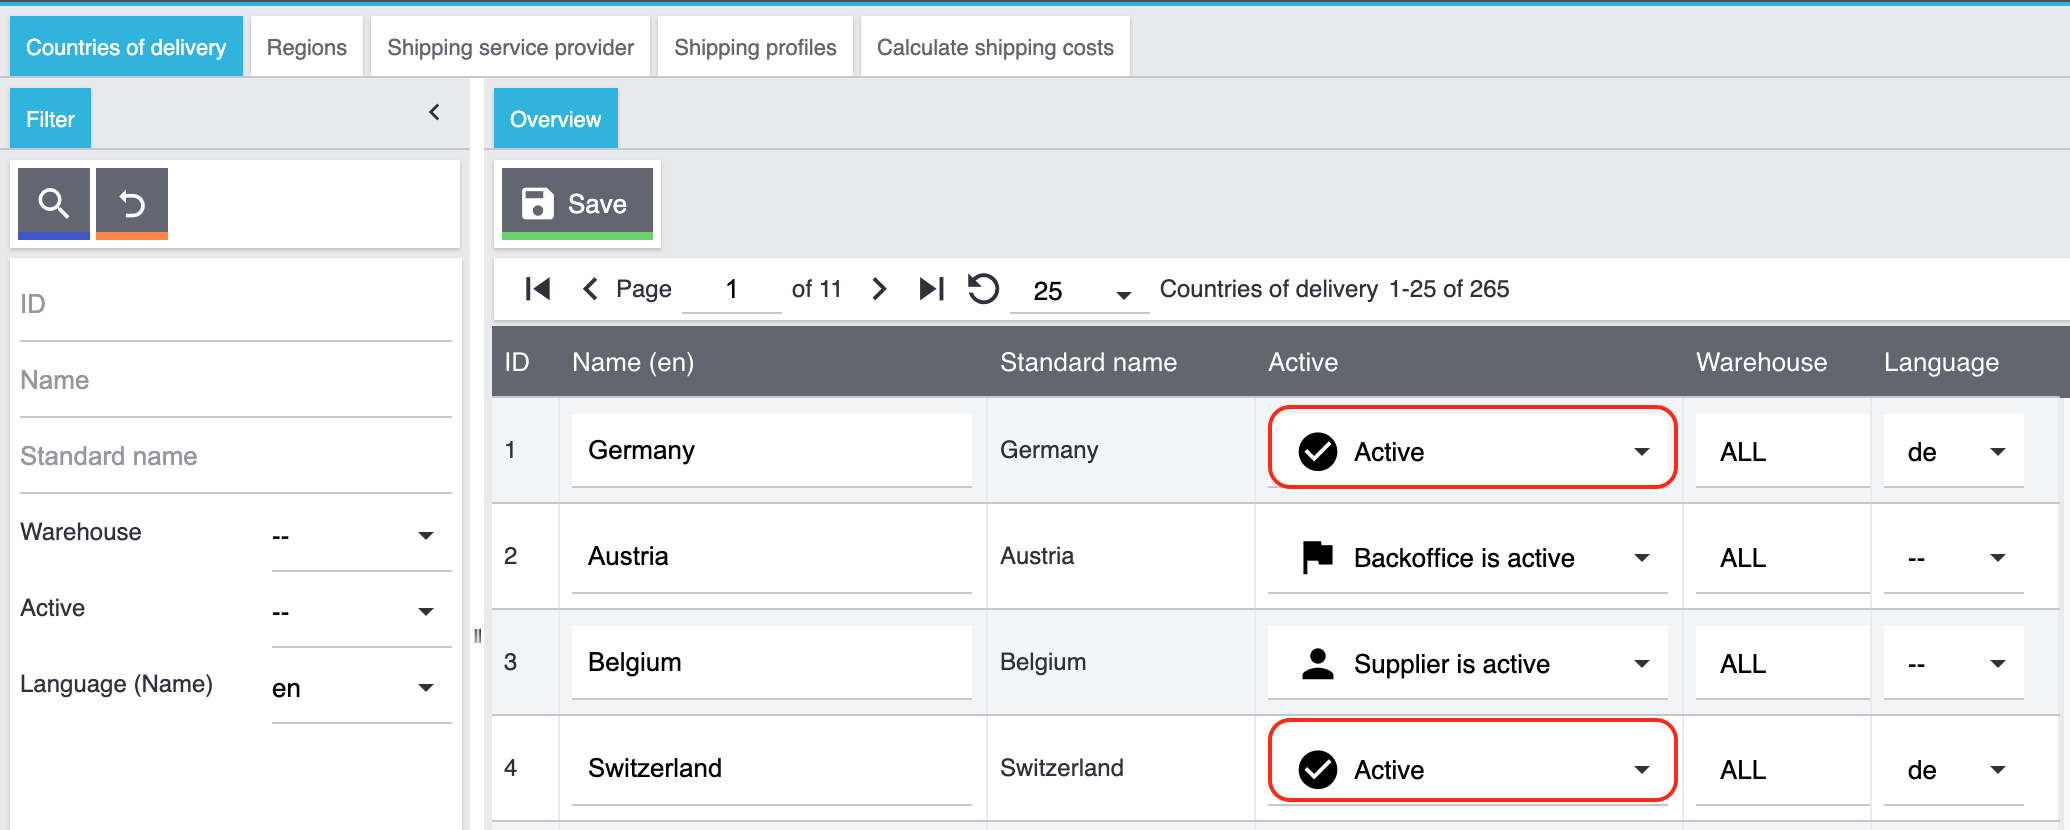 Countries of delivery Regions Shipping service provider Shipping profiles Calculate shipping costs
Filter
Overview
Save
Page 1 of 11 25 Countries of delivery 1-25 of 265
ID
Name
Standard name
Warehouse --
Active --
Language (Name) en
ID Name (en) Standard name Active Warehouse Language
1 Germany Germany Active ALL de
2 Austria Austria Backoffice is active ALL --
3 Belgium Belgium Supplier is active ALL --
4 Switzerland Switzerland Active ALL de